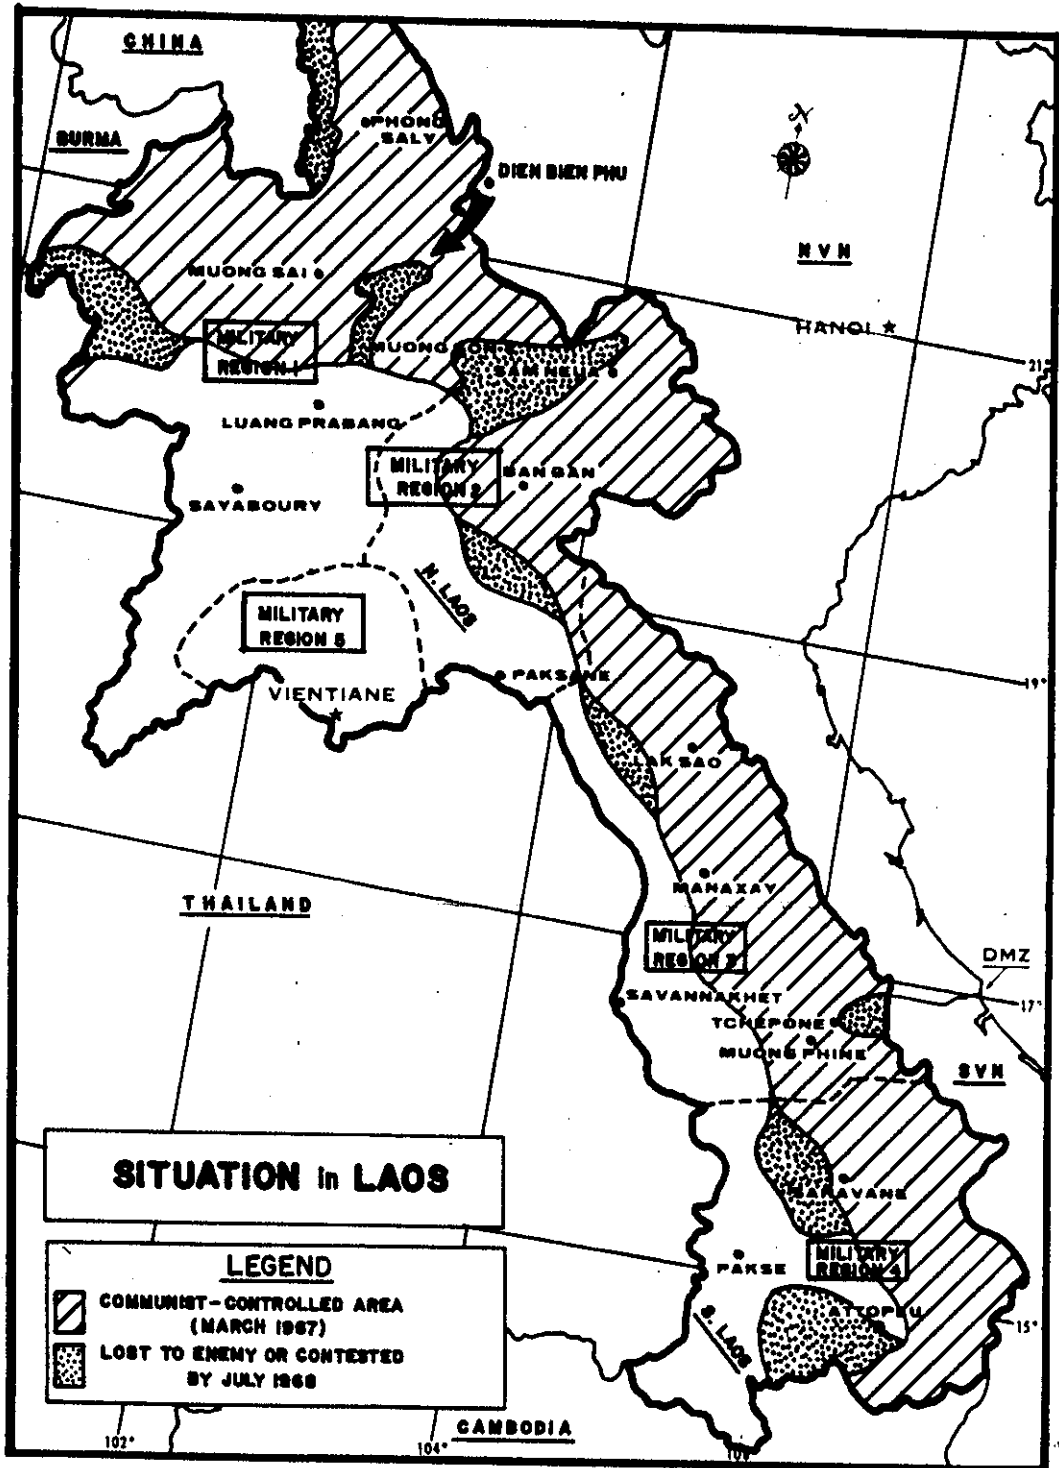 CHINA
BURMA
PHONG
SALY
DIEN BIEN PHU
N
NVN
MUONG SAI
HANOI
MILITARY
REGION 1
MUONG
SAM NEUA
21°
LUANG PRABANG
MILITARY
REGION 2
BAN BAN
SAYABOURY
N. LAOS
MILITARY
REGION 5
PAKSANE
19°
VIENTIANE
LAK SAO
MAHAXAY
THAILAND
MILITARY
REGION 3
DMZ
SAVANNAKHET
17°
TCHEPONE
MUONG PHINE
SVN
SITUATION in LAOS
SARAVANE
LEGEND
PAKSE
MILITARY
REGION 4
COMMUNIST-CONTROLLED AREA
(MARCH 1967)
ATTOPEU
S. LAOS
15°
LOST TO ENEMY OR CONTESTED
BY JULY 1968
CAMBODIA
102°
104°
106°